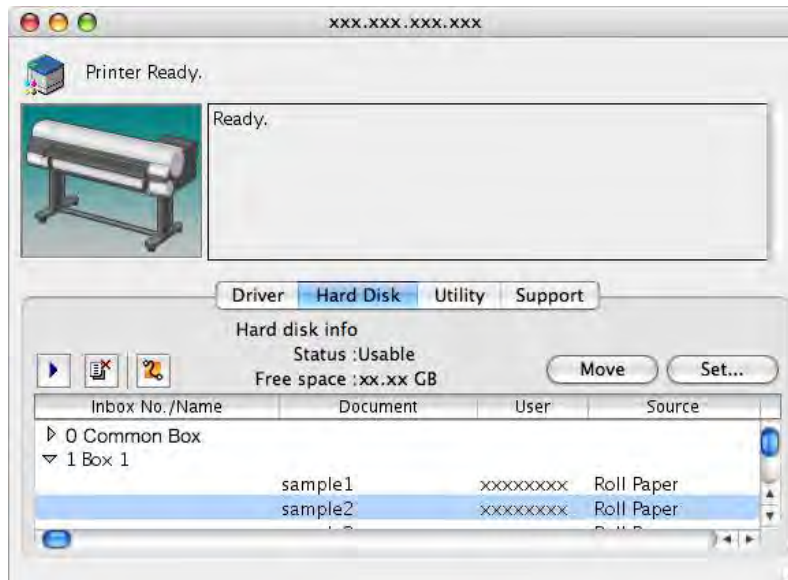 xxx.xxx.xxx.xxx
Printer Ready.
Ready.
Driver Hard Disk Utility Support
Hard disk info
Status :Usable
Free space :xx.xx GB
Move Set...
Inbox No./Name Document User Source
0 Common Box
1 Box 1
sample1 xxxxxxxx Roll Paper
sample2 xxxxxxxx Roll Paper